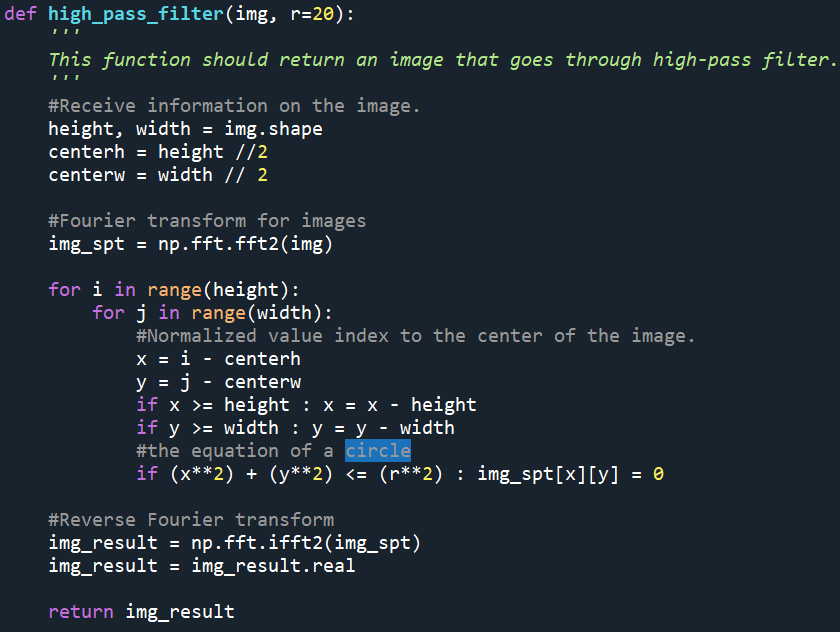 def high_pass_filter(img, r=20):
    '''
    This function should return an image that goes through high-pass filter.
    '''
    #Receive information on the image.
    height, width = img.shape
    centerh = height //2
    centerw = width // 2
    #Fourier transform for images
    img_spt = np.fft.fft2(img)
    for i in range(height):
        for j in range(width):
            #Normalized value index to the center of the image.
            x = i - centerh
            y = j - centerw
            if x >= height : x = x - height
            if y >= width : y = y - width
            #the equation of a circle
            if (x**2) + (y**2) <= (r**2) : img_spt[x][y] = 0
    #Reverse Fourier transform
    img_result = np.fft.ifft2(img_spt)
    img_result = img_result.real
    return img_result